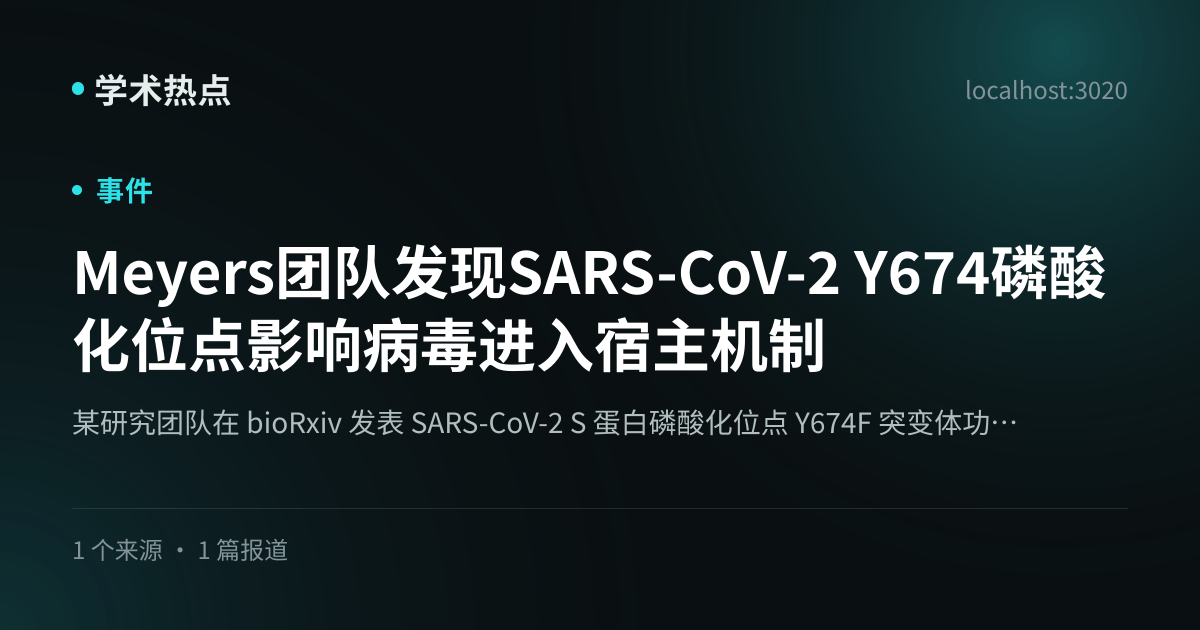 学术热点
localhost:3020
事件
Meyers团队发现SARS-CoV-2 Y674磷酸
化位点影响病毒进入宿主机制
某研究团队在 bioRxiv 发表 SARS-CoV-2 S 蛋白磷酸化位点 Y674F 突变体功…
1 个来源 · 1 篇报道